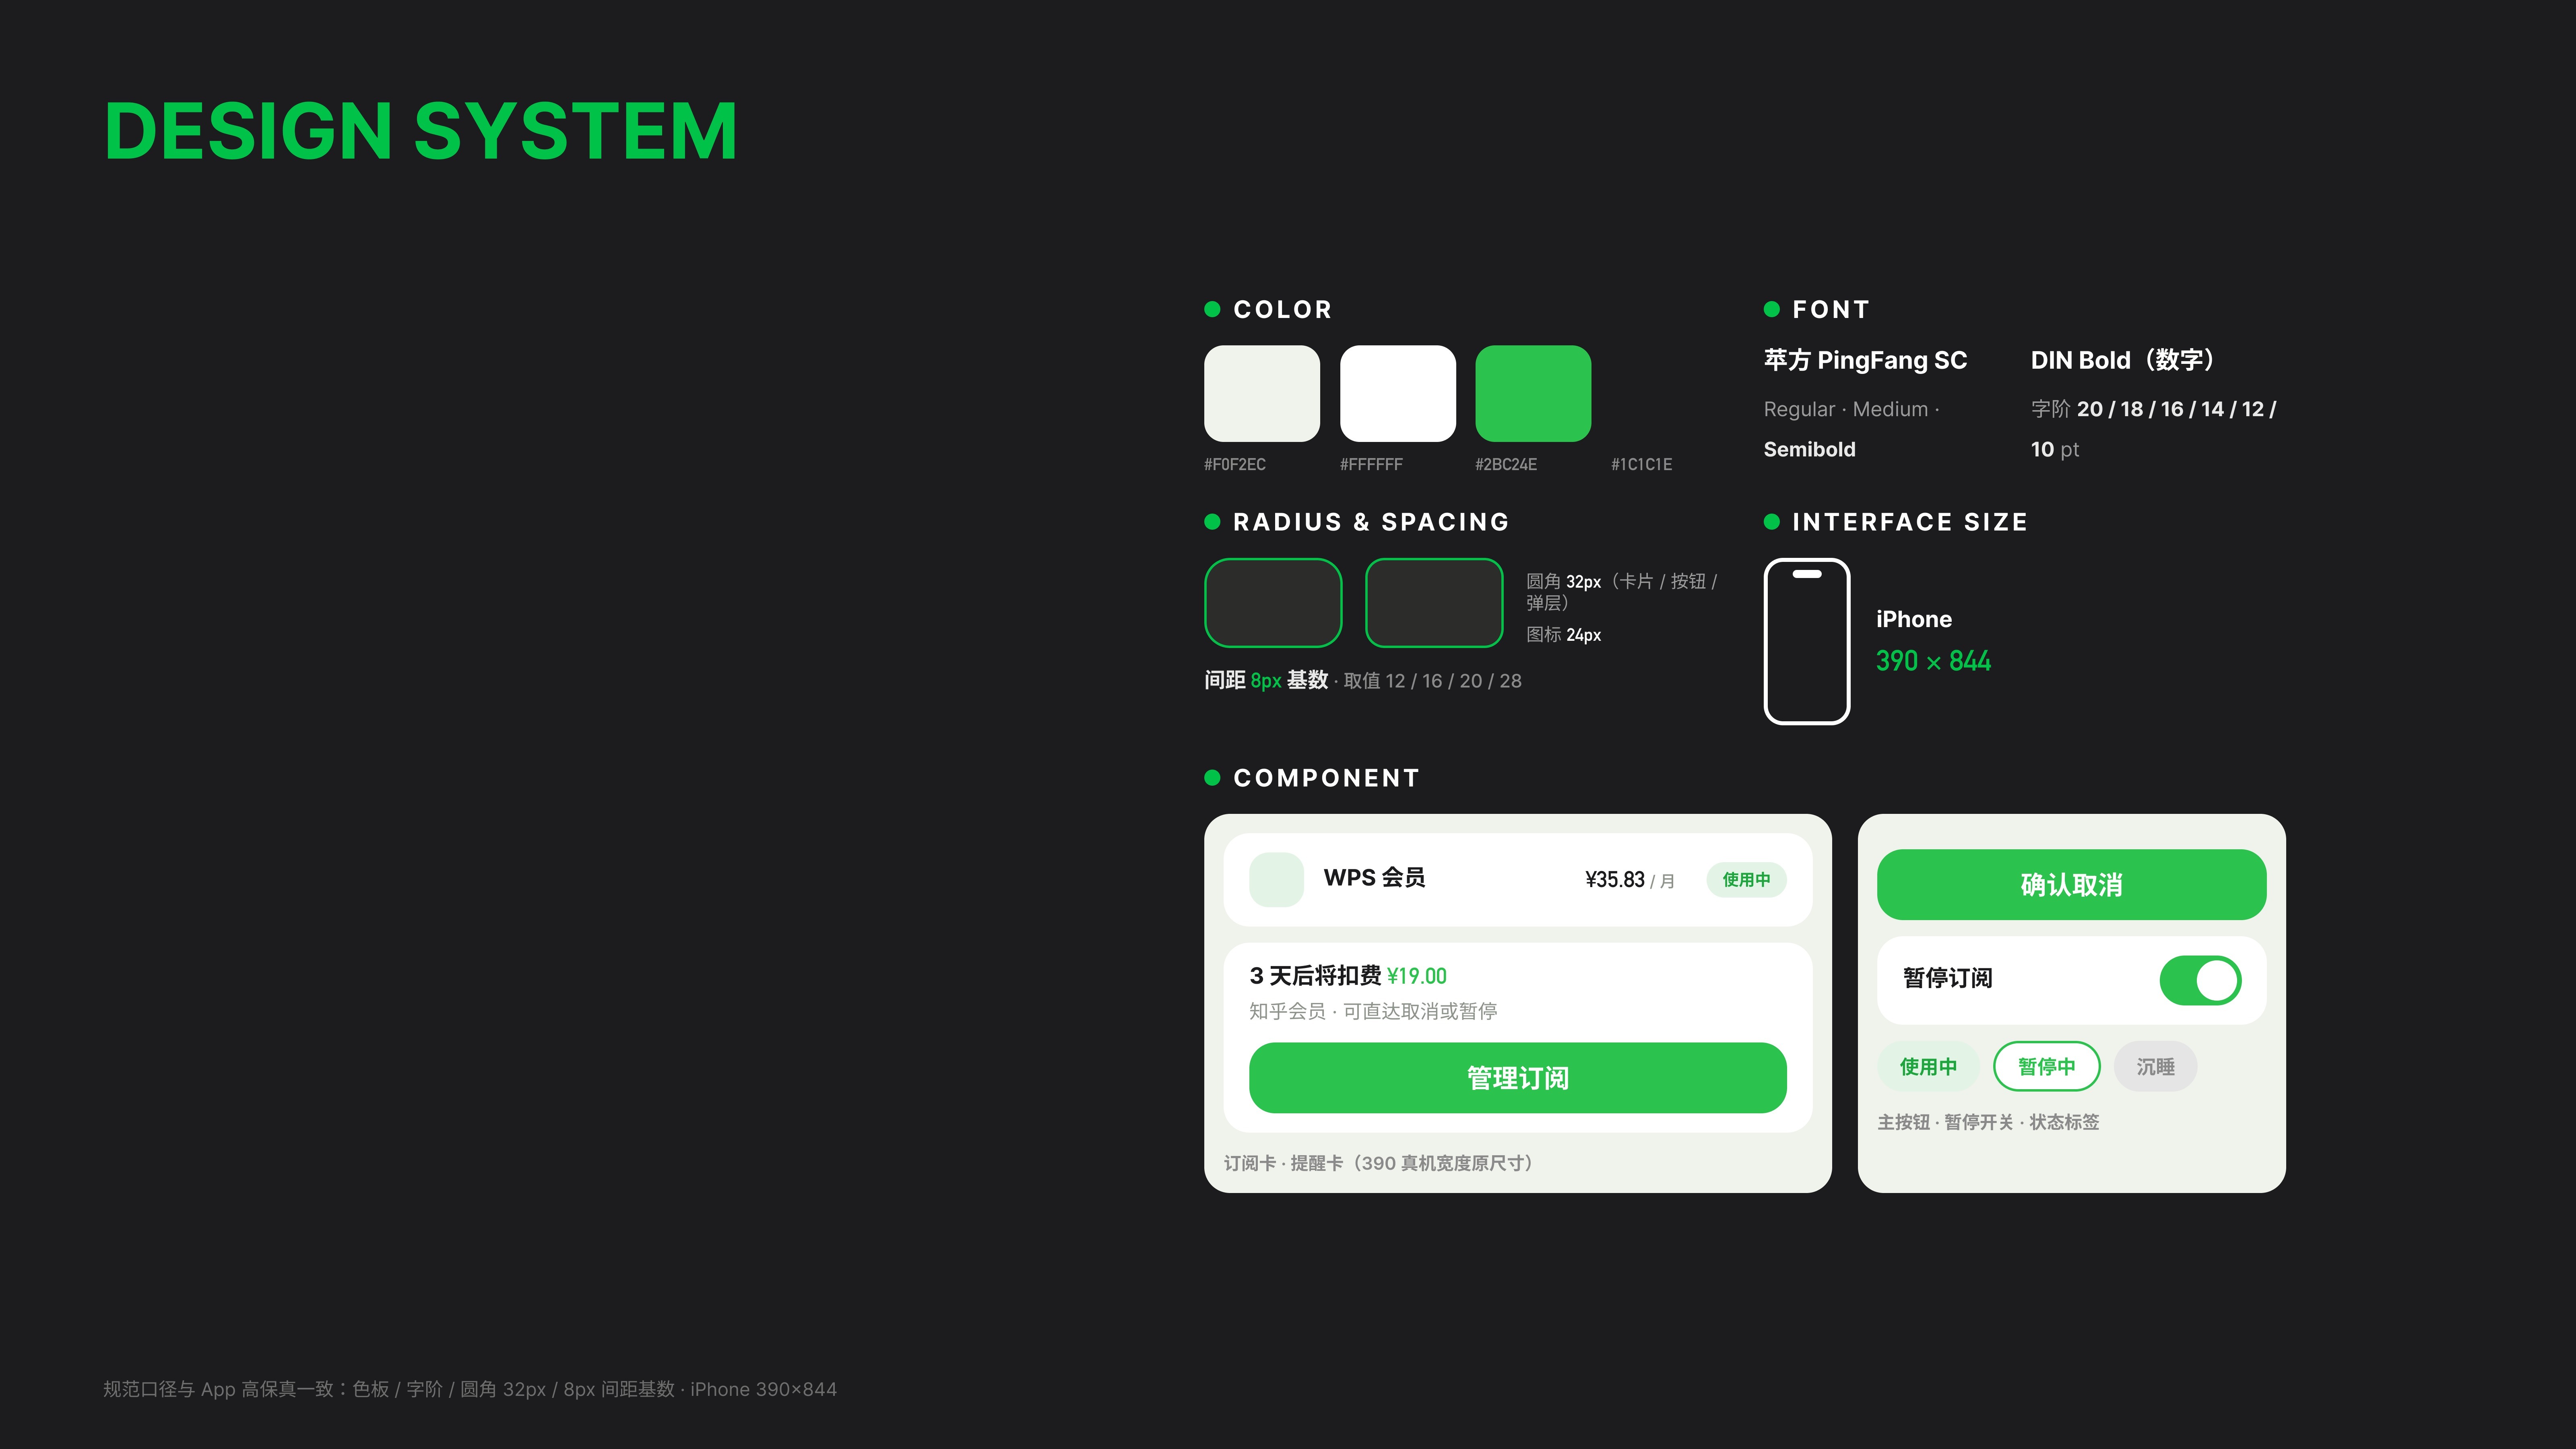 DESIGN SYSTEM
COLOR
#F0F2EC
#FFFFFF
#2BC24E
#1C1C1E
FONT
苹方 PingFang SC
Regular · Medium ·
Semibold
DIN Bold（数字）
字阶 20 / 18 / 16 / 14 / 12 /
10 pt
RADIUS & SPACING
圆角 32px（卡片 / 按钮 /
弹层）
图标 24px
间距 8px 基数 · 取值 12 / 16 / 20 / 28
INTERFACE SIZE
iPhone
390 × 844
COMPONENT
WPS 会员
¥35.83 / 月
使用中
3 天后将扣费 ¥19.00
知乎会员 · 可直达取消或暂停
管理订阅
订阅卡 · 提醒卡（390 真机宽度原尺寸）
确认取消
暂停订阅
使用中
暂停中
沉睡
主按钮 · 暂停开关 · 状态标签
规范口径与 App 高保真一致：色板 / 字阶 / 圆角 32px / 8px 间距基数 · iPhone 390×844